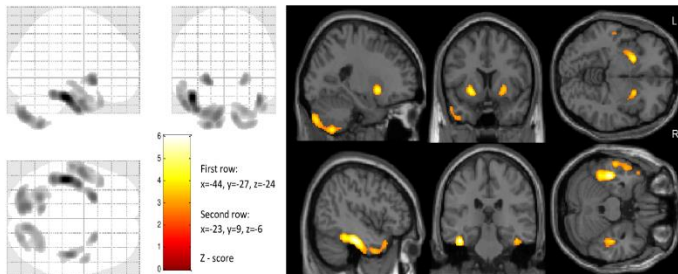 L
6
5
4
3
2
1
0
First row:
x=-44, y=-27, z=-24
Second row:
x=-23, y=9, z=-6
Z - score
R